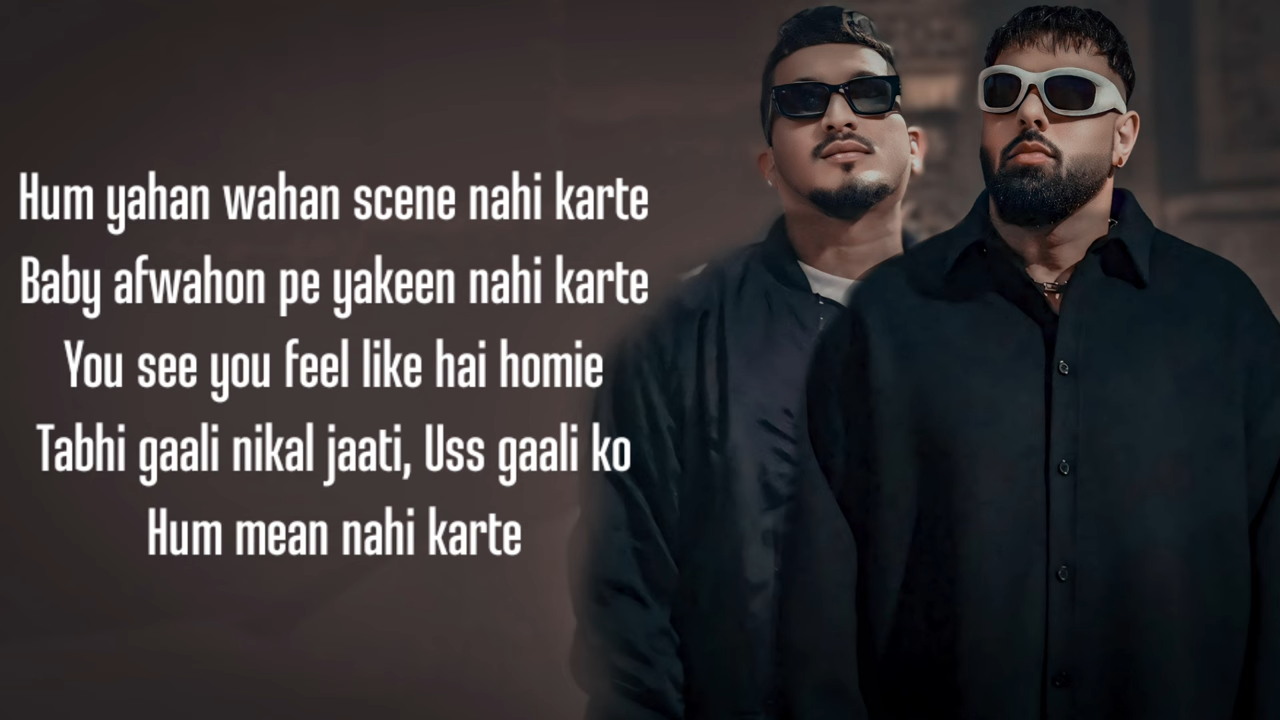 Hum yahan wahan scene nahi karte
Baby afwahon pe yakeen nahi karte
You see you feel like hai homie
Tabhi gaali nikal jaati, Uss gaali ko
Hum mean nahi karte